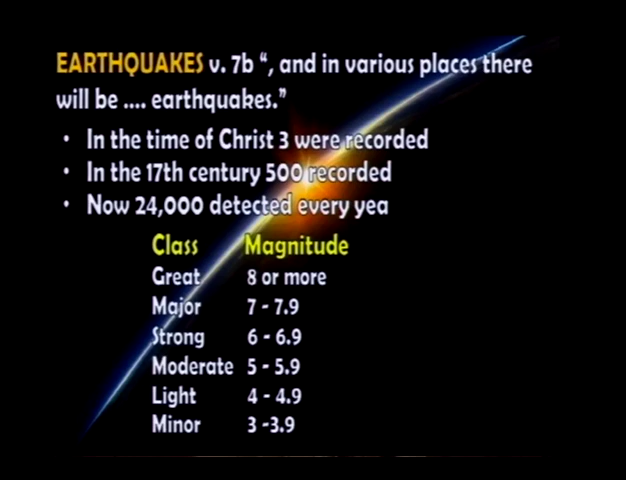 EARTHQUAKES v. 7b “, and in various places there
will be .... earthquakes.”
• In the time of Christ 3 were recorded
• In the 17th century 500 recorded
• Now 24,000 detected every yea
Class Magnitude
Great 8 or more
Major 7 - 7.9
Strong 6 - 6.9
Moderate 5 - 5.9
Light 4 - 4.9
Minor 3 -3.9